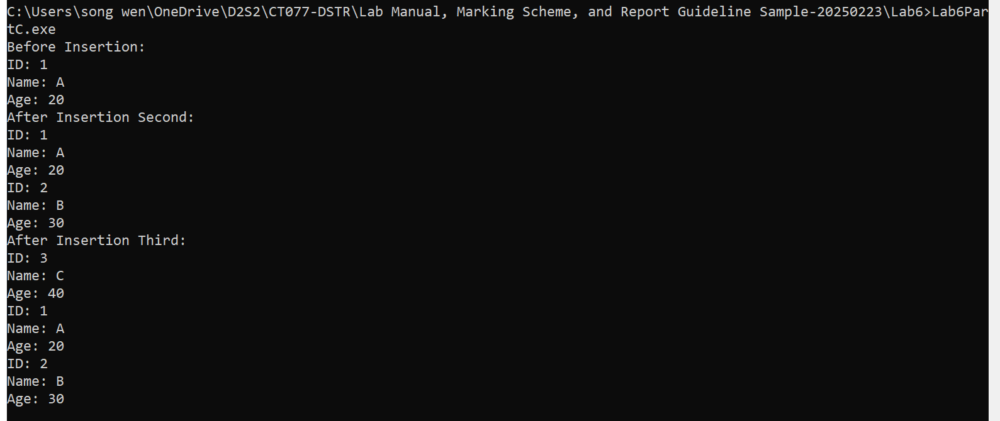 C:\Users\song wen\OneDrive\D2S2\CT077-DSTR\Lab Manual, Marking Scheme, and Report Guideline Sample-20250223\Lab6>Lab6Par
tC.exe
Before Insertion:
ID: 1
Name: A
Age: 20
After Insertion Second:
ID: 1
Name: A
Age: 20
ID: 2
Name: B
Age: 30
After Insertion Third:
ID: 3
Name: C
Age: 40
ID: 1
Name: A
Age: 20
ID: 2
Name: B
Age: 30